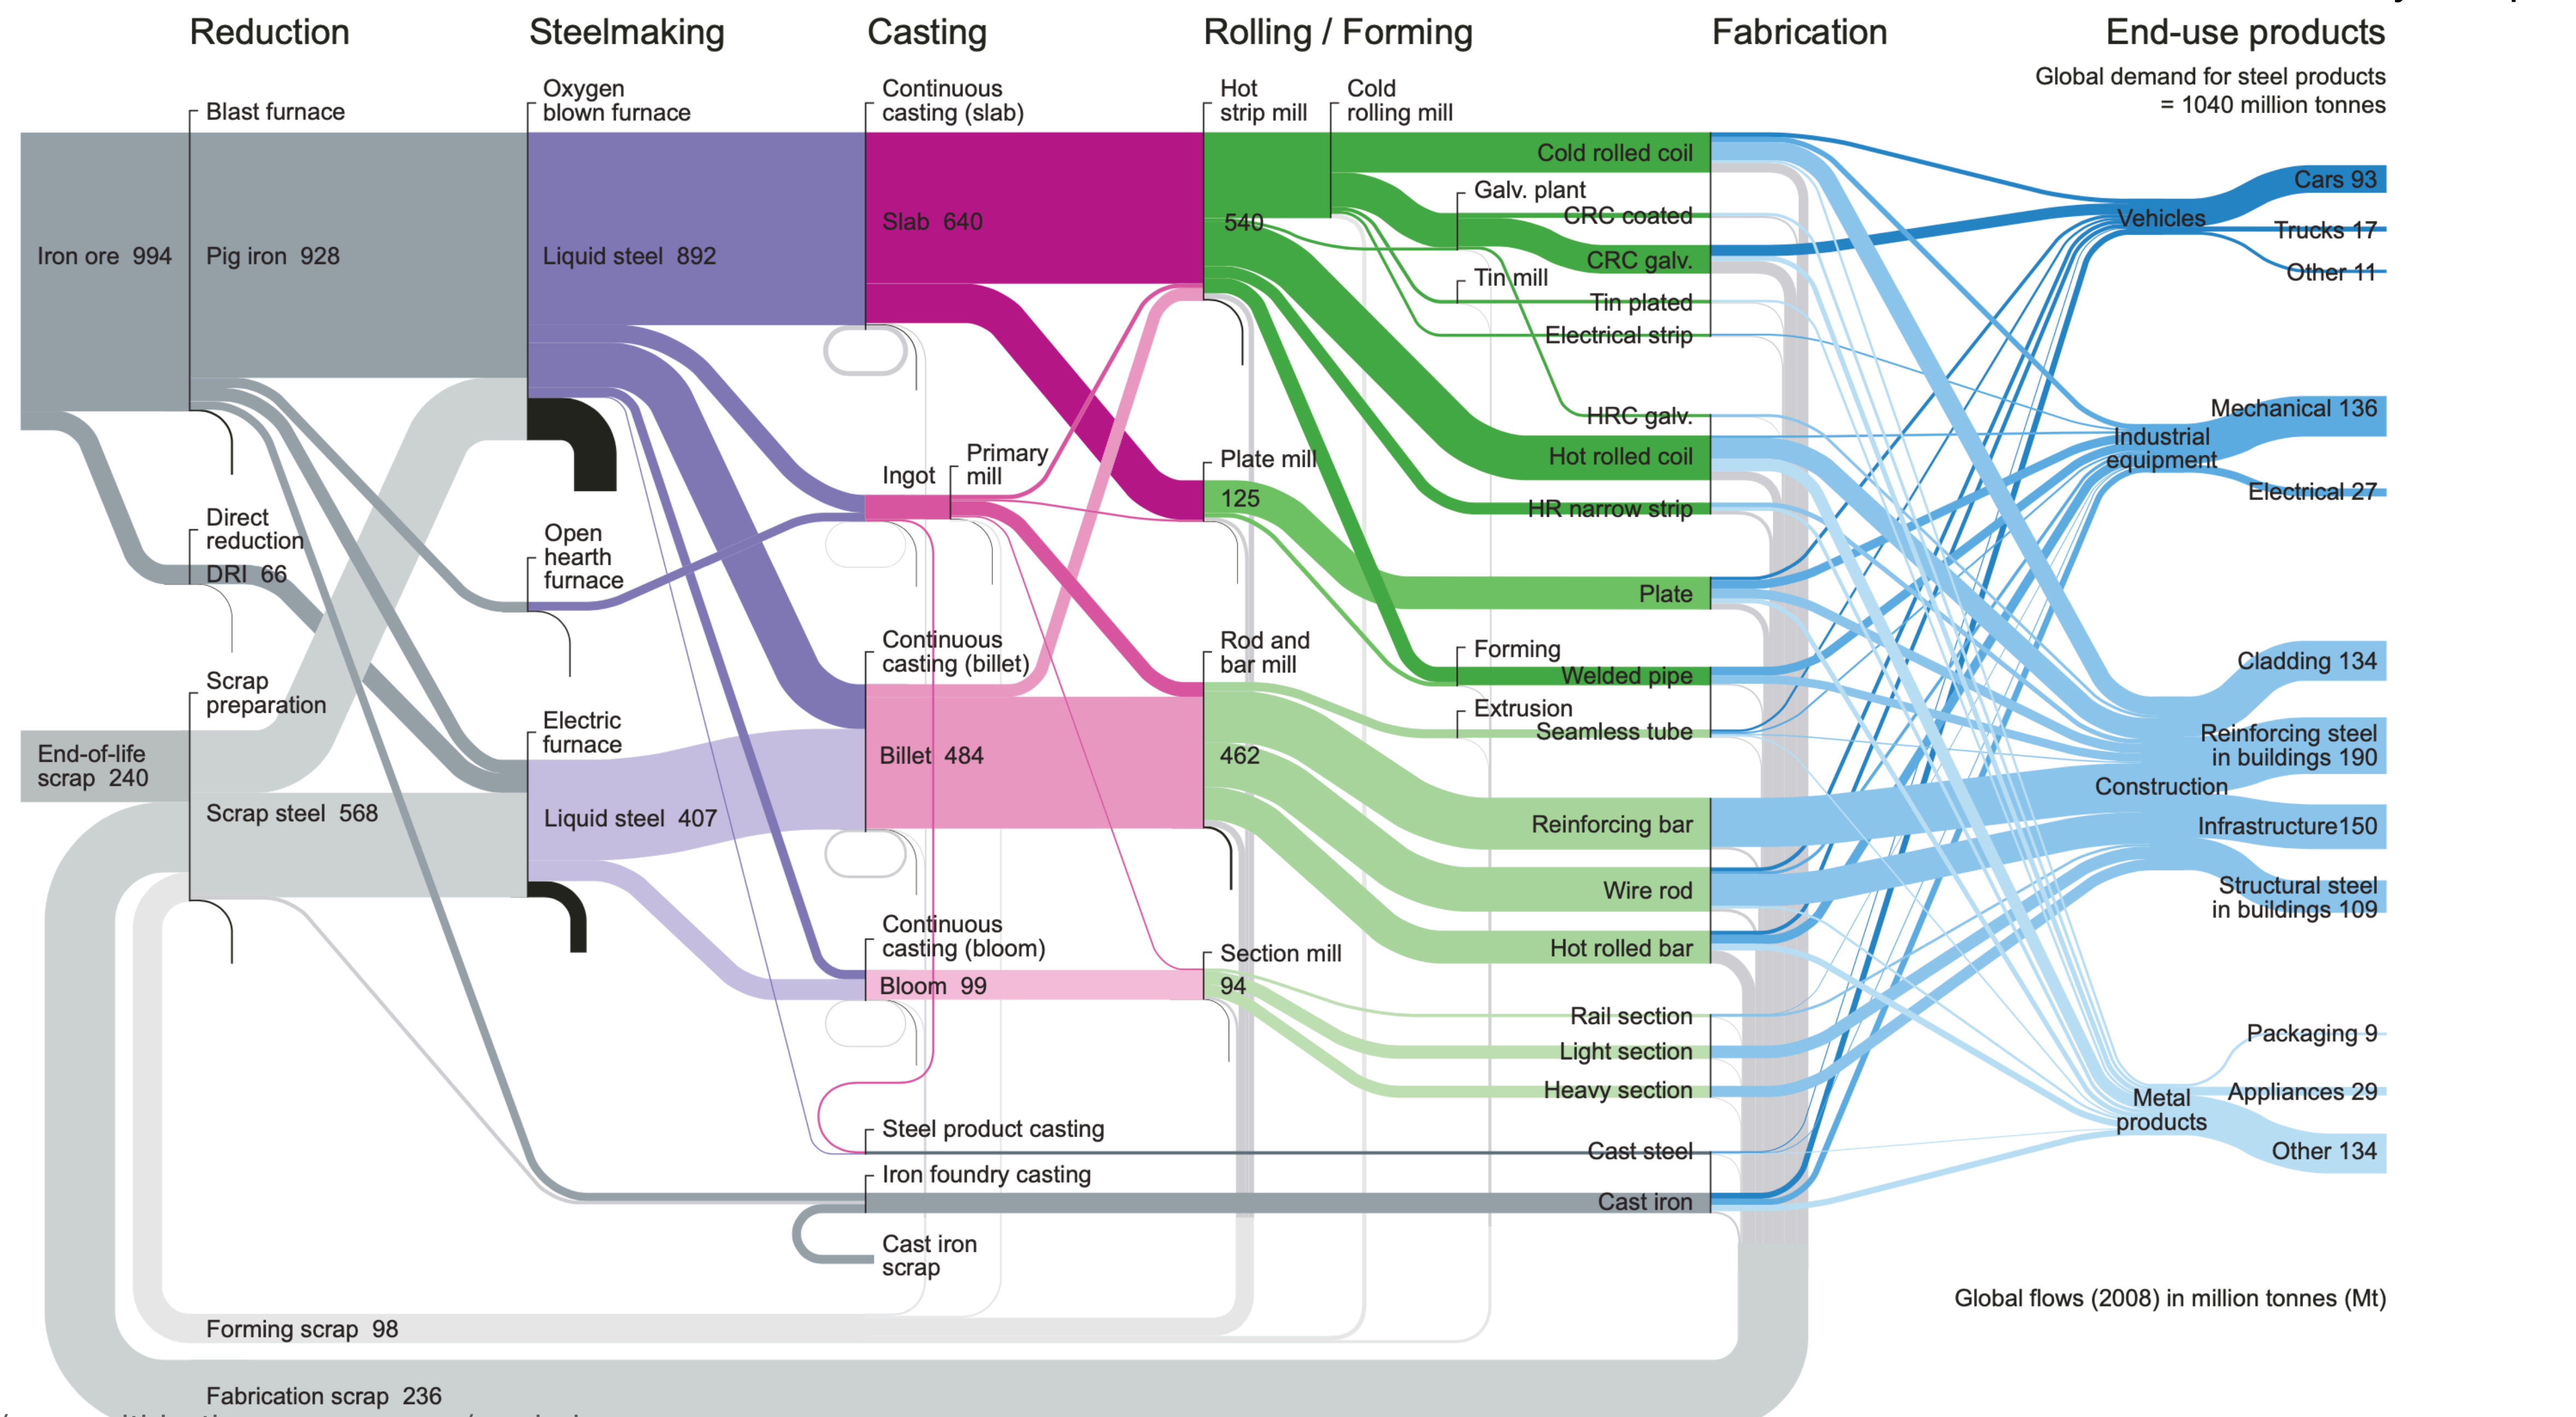 Reduction
Steelmaking
Casting
Rolling / Forming
Fabrication
End-use products
Global demand for steel products
= 1040 million tonnes
Blast furnace
Oxygen
blown furnace
Continuous
casting (slab)
Hot
strip mill
Cold
rolling mill
Iron ore 994
Pig iron 928
Liquid steel 892
Slab 640
540
Cold rolled coil
Galv. plant
CRC coated
CRC galv.
Tin mill
Tin plated
Electrical strip
HRC galv.
Hot rolled coil
HR narrow strip
Vehicles
Cars 93
Trucks 17
Other 11
Industrial
equipment
Mechanical 136
Electrical 27
Direct
reduction
DRI 66
Open
hearth
furnace
Ingot
Primary
mill
Plate mill
125
Plate
Scrap
preparation
End-of-life
scrap 240
Scrap steel 568
Electric
furnace
Liquid steel 407
Continuous
casting (billet)
Billet 484
Rod and
bar mill
462
Forming
Welded pipe
Extrusion
Seamless tube
Reinforcing bar
Wire rod
Hot rolled bar
Construction
Cladding 134
Reinforcing steel
in buildings 190
Infrastructure150
Structural steel
in buildings 109
Continuous
casting (bloom)
Bloom 99
Section mill
94
Rail section
Light section
Heavy section
Steel product casting
Cast steel
Iron foundry casting
Cast iron
Cast iron
scrap
Metal
products
Packaging 9
Appliances 29
Other 134
Global flows (2008) in million tonnes (Mt)
Forming scrap 98
Fabrication scrap 236